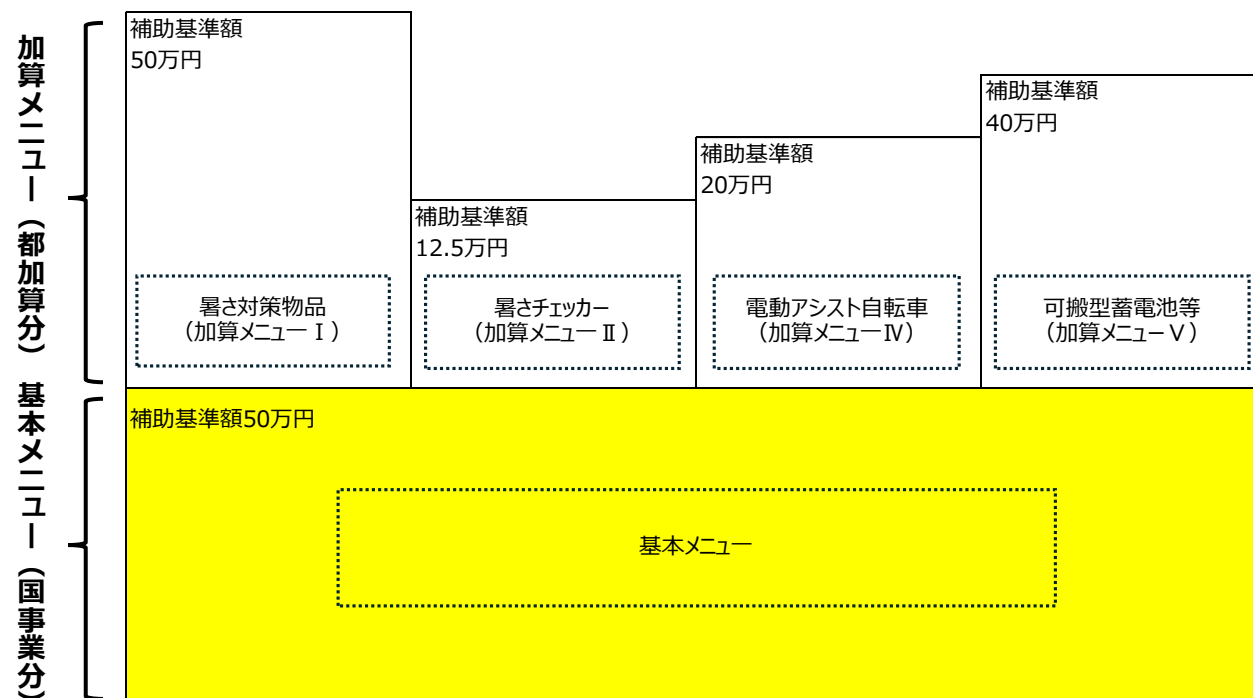 加算メニュー（都加算分）
補助基準額
50万円
補助基準額
12.5万円
補助基準額
20万円
補助基準額
40万円
暑さ対策物品
（加算メニューⅠ）
暑さチェッカー
（加算メニューⅡ）
電動アシスト自転車
（加算メニューⅣ）
可搬型蓄電池等
（加算メニューⅤ）
基本メニュー（国事業分）
補助基準額50万円
基本メニュー